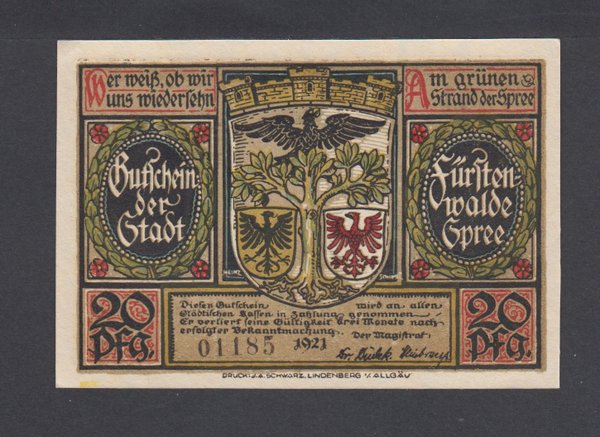 Wer weiß, ob wir
uns wiedersehn
Am grünen
Strand der Spree
Gutschein
der
Stadt
Fürsten-
walde
Spree
HEINZ
SCHIESTL
20
Pfg.
Dieser Gutschein wird an allen
städtischen Kassen in Zahlung genommen.
Er verliert seine Gültigkeit drei Monate nach
erfolgter Bekanntmachung.
Der Magistrat
01185 1921
20
Pfg.
DRUCK: J.A. SCHWARZ, LINDENBERG i/ALLGÄU